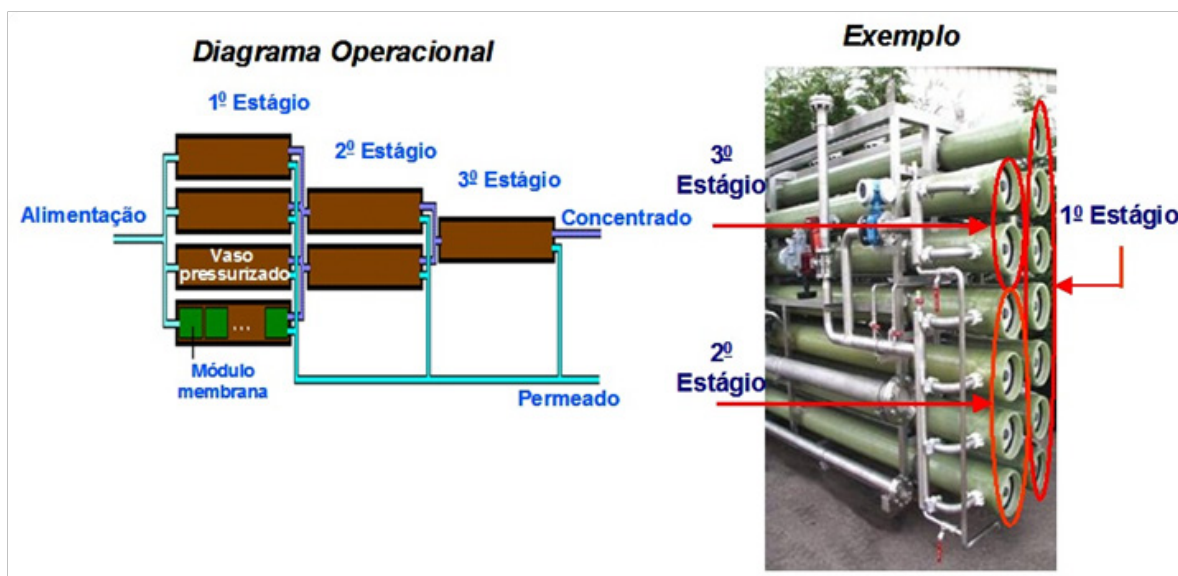 Diagrama Operacional
1º Estágio
2º Estágio
3º Estágio
Alimentação
Vaso
pressurizado
...
Módulo
membrana
Concentrado
Permeado
Exemplo
3º
Estágio
1º Estágio
2º
Estágio